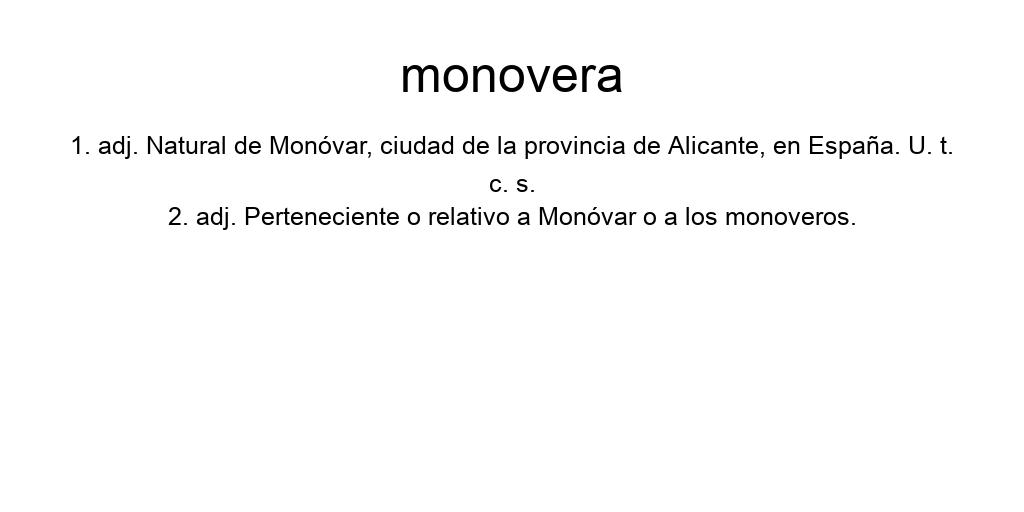 monovera
1. adj. Natural de Monóvar, ciudad de la provincia de Alicante, en España. U. t.
c. s.
2. adj. Perteneciente o relativo a Monóvar o a los monoveros.